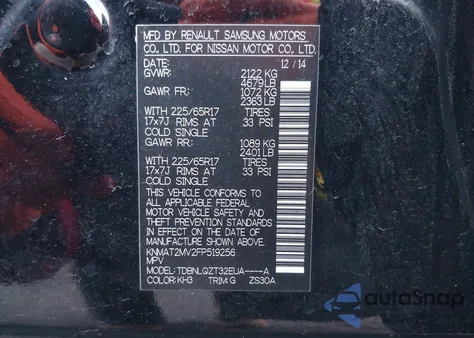 MFD BY RENAULT SAMSUNG MOTORS
CO. LTD. FOR NISSAN MOTOR CO., LTD.
DATE: 12 / 14
GVWR: 2122 KG
4679 LB
GAWR FR: 1072 KG
2363 LB
WITH 225/65R17 TIRES
17x7J RIMS AT 33 PSI
COLD SINGLE
GAWR RR: 1089 KG
2401 LB
WITH 225/65R17 TIRES
17x7J RIMS AT 33 PSI
COLD SINGLE
THIS VEHICLE CONFORMS TO
ALL APPLICABLE FEDERAL
MOTOR VEHICLE SAFETY AND
THEFT PREVENTION STANDARDS
IN EFFECT ON THE DATE OF
MANUFACTURE SHOWN ABOVE.
KNMAT2MV2FP519256
MPV
MODEL: TDBNLQZT32EUA----A
COLOR: KH3 TRIM: G ZS30A
autoSnap